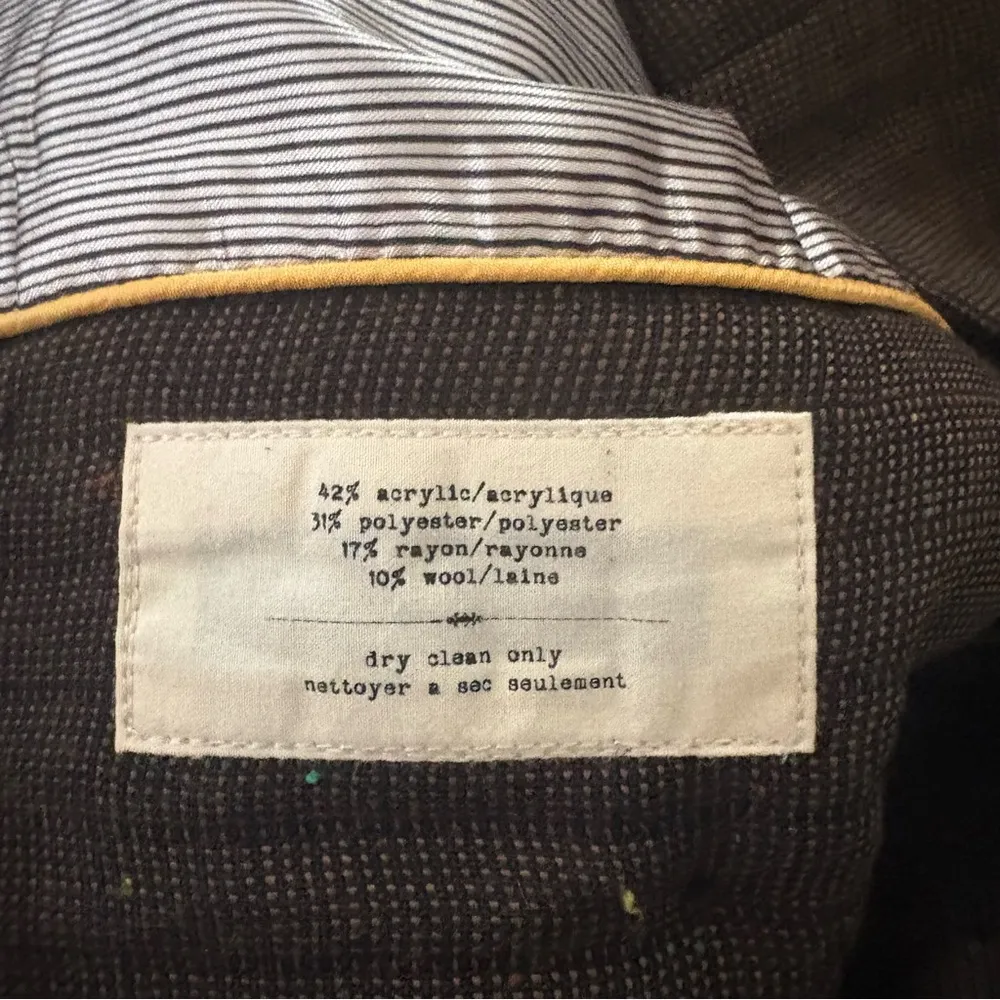 42% acrylic/acrylique
31% polyester/polyester
17% rayon/rayonne
10% wool/laine
dry clean only
nettoyer a sec seulement